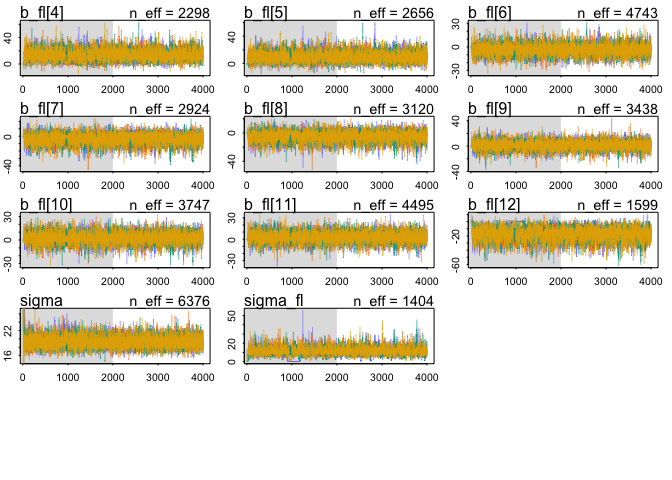 b_fl[4] n_eff = 2298 b_fl[5] n_eff = 2656 b_fl[6] n_eff = 4743
0 40
0 40
-30 0 30
0 1000 2000 3000 4000 0 1000 2000 3000 4000 0 1000 2000 3000 4000
b_fl[7] n_eff = 2924 b_fl[8] n_eff = 3120 b_fl[9] n_eff = 3438
-40 0
-40 0
-40 0 40
0 1000 2000 3000 4000 0 1000 2000 3000 4000 0 1000 2000 3000 4000
b_fl[10] n_eff = 3747 b_fl[11] n_eff = 4495 b_fl[12] n_eff = 1599
-30 0 30
-30 0 30
-60 -20
0 1000 2000 3000 4000 0 1000 2000 3000 4000 0 1000 2000 3000 4000
sigma n_eff = 6376 sigma_fl n_eff = 1404
16 22
0 20 50
0 1000 2000 3000 4000 0 1000 2000 3000 4000